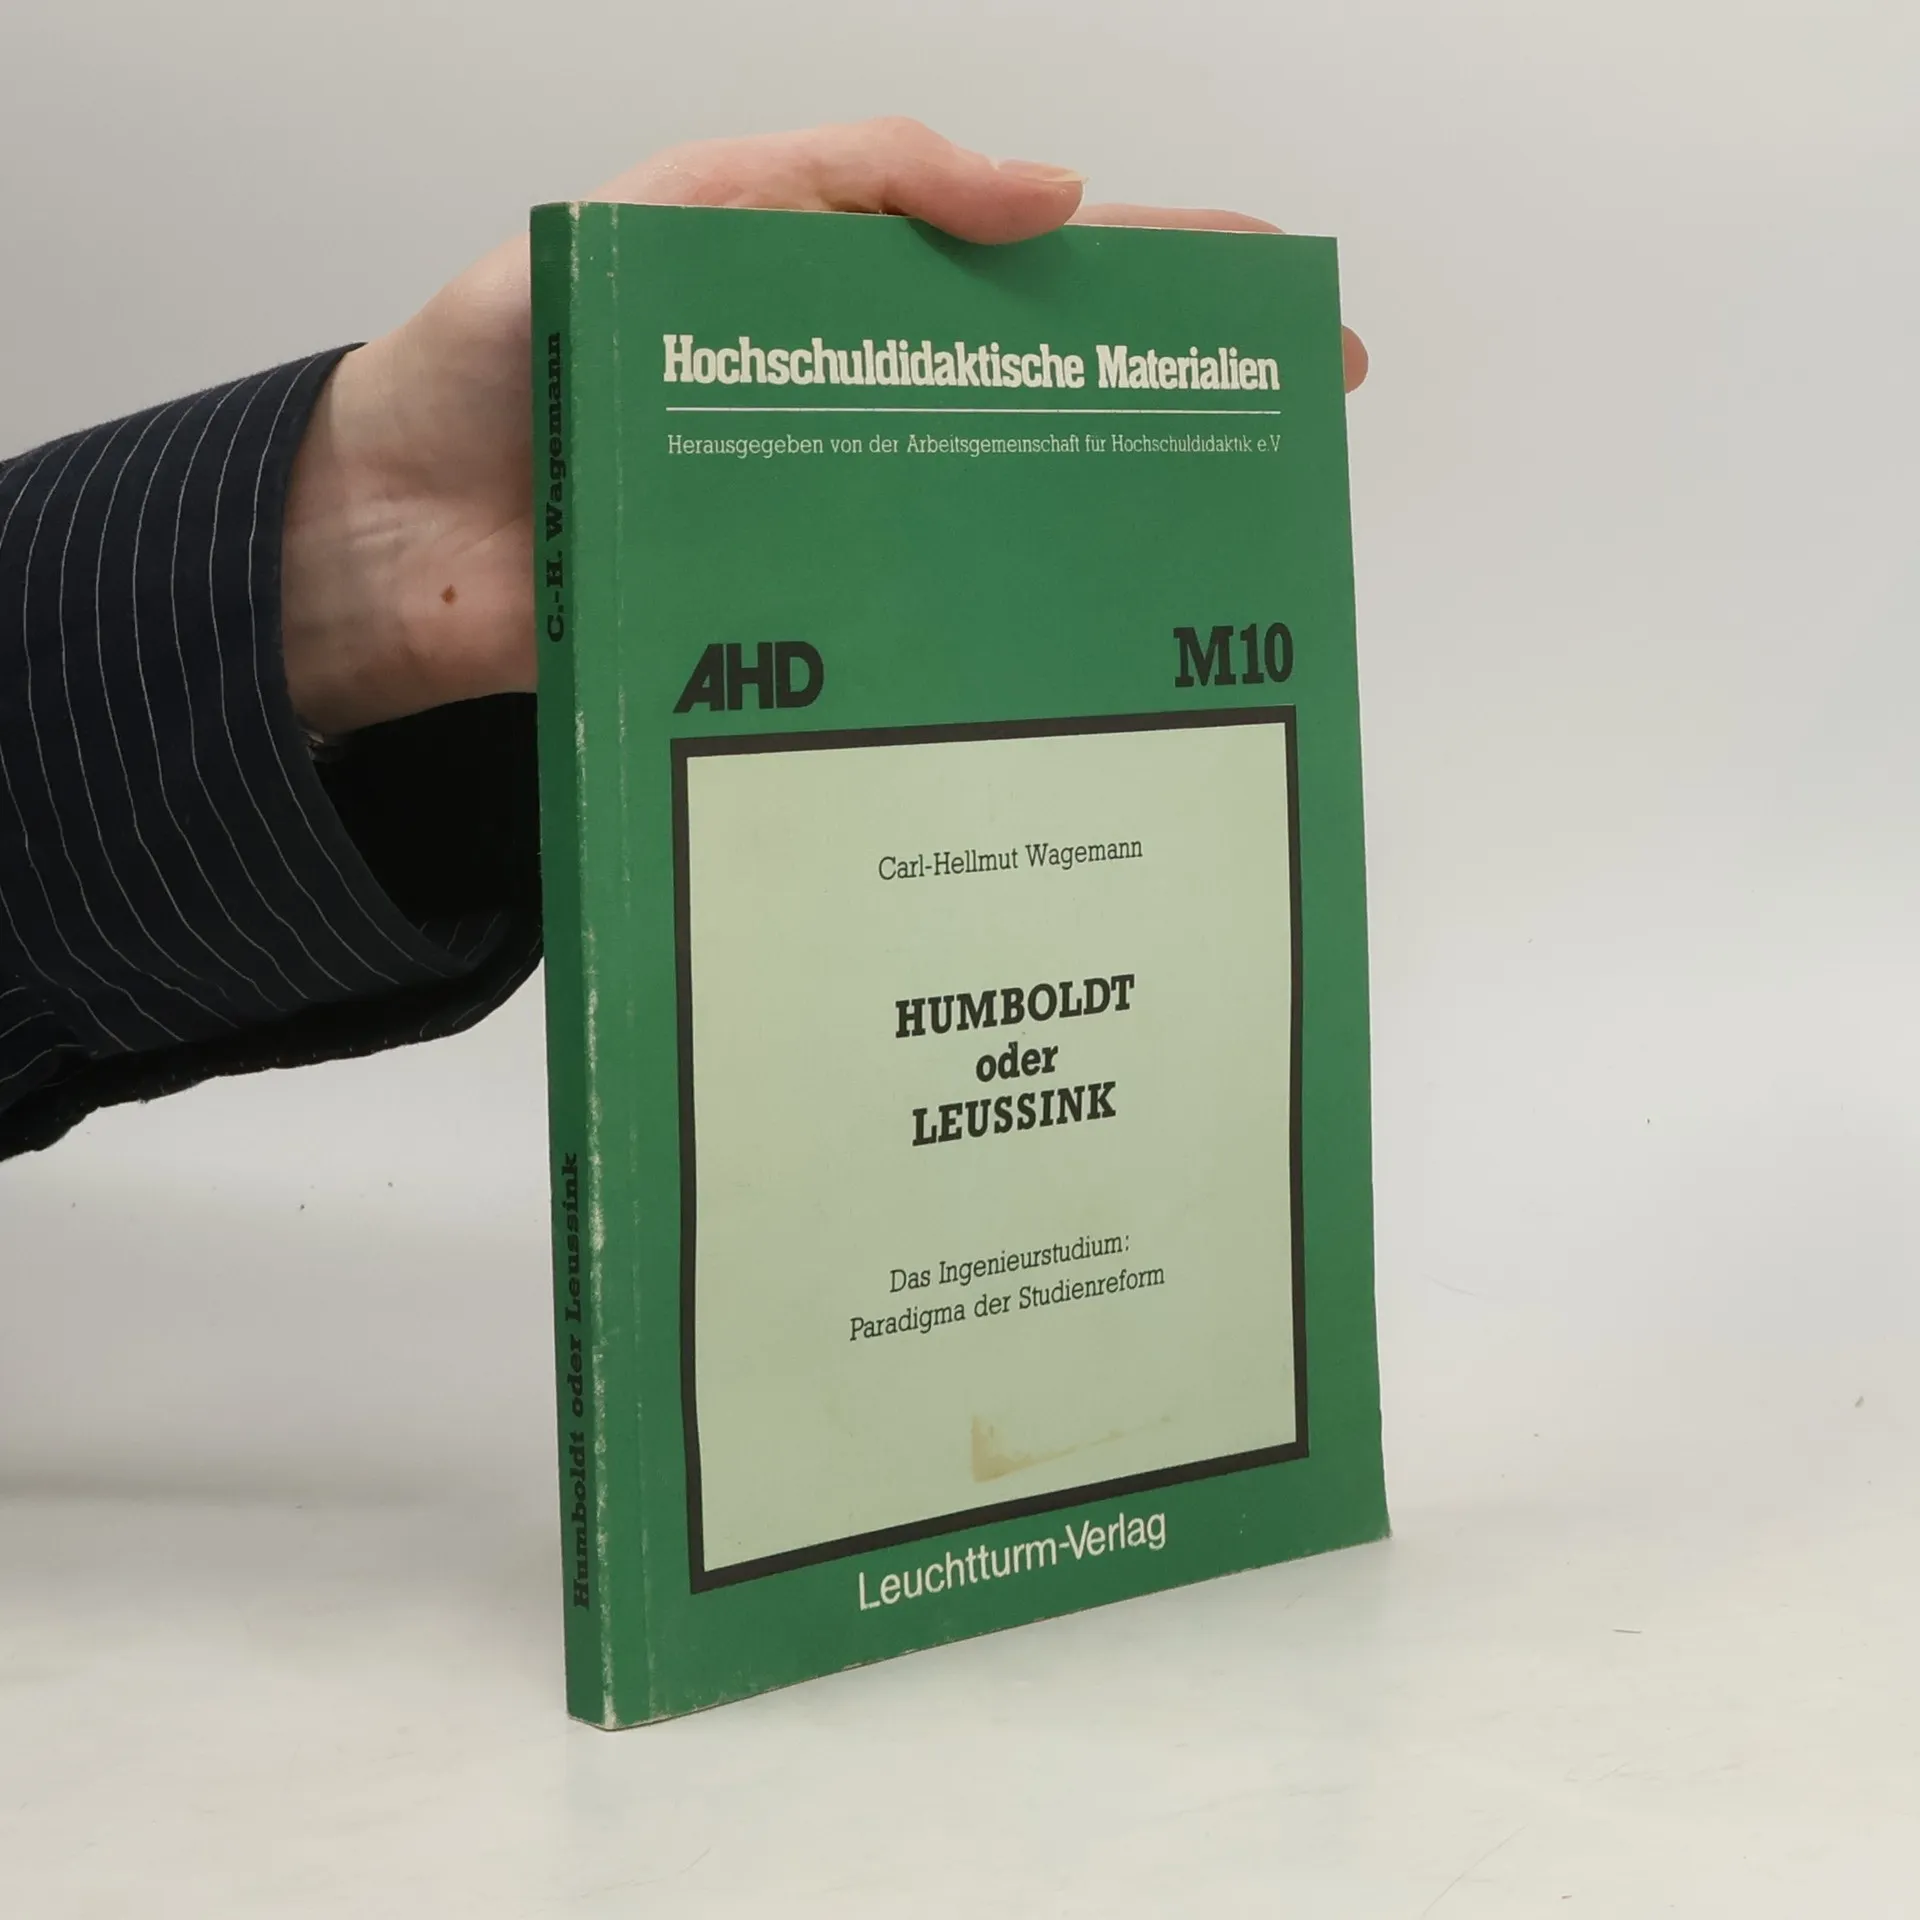 Hochschuldidaktische Materialien
Herausgegeben von der Arbeitsgemeinschaft für Hochschuldidaktik e.V
AHD
M10
Carl-Hellmut Wagemann
HUMBOLDT
oder
LEUSSINK
Das Ingenieurstudium:
Paradigma der Studienreform
Leuchtturm-Verlag
C.-H. Wagemann
Humboldt oder Leussink